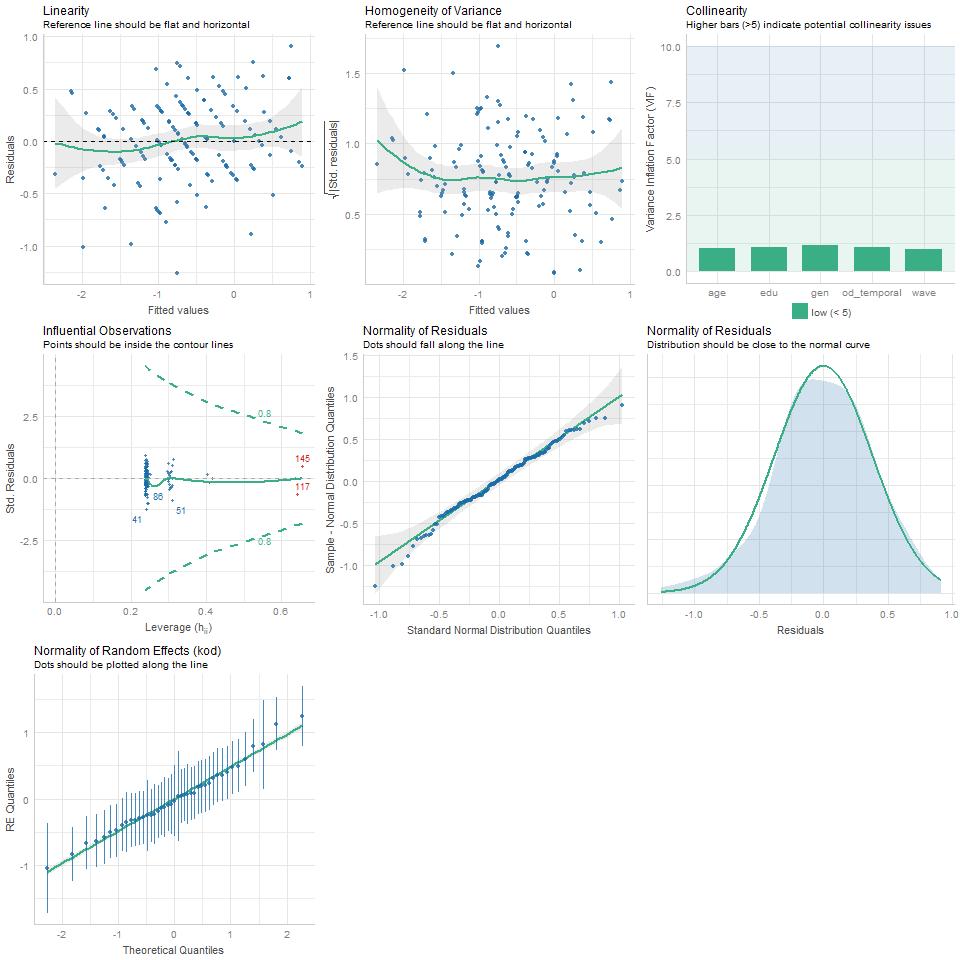 Linearity
Reference line should be flat and horizontal
1.0
0.5
0.0
-0.5
-1.0
Residuals
-2
-1
0
1
Fitted values
Homogeneity of Variance
Reference line should be flat and horizontal
1.5
1.0
0.5
√|Std. residuals|
-2
-1
0
1
Fitted values
Collinearity
Higher bars (>5) indicate potential collinearity issues
10.0
7.5
5.0
2.5
0.0
Variance Inflation Factor (VIF)
age
edu
gen
od_temporal
wave
low (< 5)
Influential Observations
Points should be inside the contour lines
2.5
0.0
-2.5
Std. Residuals
0.8
145
117
86
51
41
0.8
0.0
0.2
0.4
0.6
Leverage (hii)
Normality of Residuals
Dots should fall along the line
1.5
1.0
0.5
0.0
-0.5
-1.0
Sample - Normal Distribution Quantiles
-1.0
-0.5
0.0
0.5
1.0
Standard Normal Distribution Quantiles
Normality of Residuals
Distribution should be close to the normal curve
-1.0
-0.5
0.0
0.5
1.0
Residuals
Normality of Random Effects (kod)
Dots should be plotted along the line
1
0
-1
RE Quantiles
-2
-1
0
1
2
Theoretical Quantiles